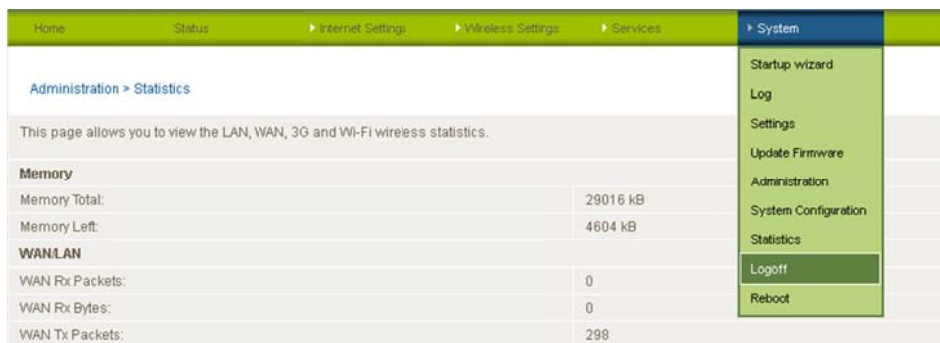 Home Status Internet Settings Wireless Settings Services System
Administration > Statistics
This page allows you to view the LAN, WAN, 3G and Wi-Fi wireless statistics.
Memory
Memory Total: 29016 kB
Memory Left: 4604 kB
WAN/LAN
WAN Rx Packets: 0
WAN Rx Bytes: 0
WAN Tx Packets: 298
Startup wizard
Log
Settings
Update Firmware
Administration
System Configuration
Statistics
Logoff
Reboot